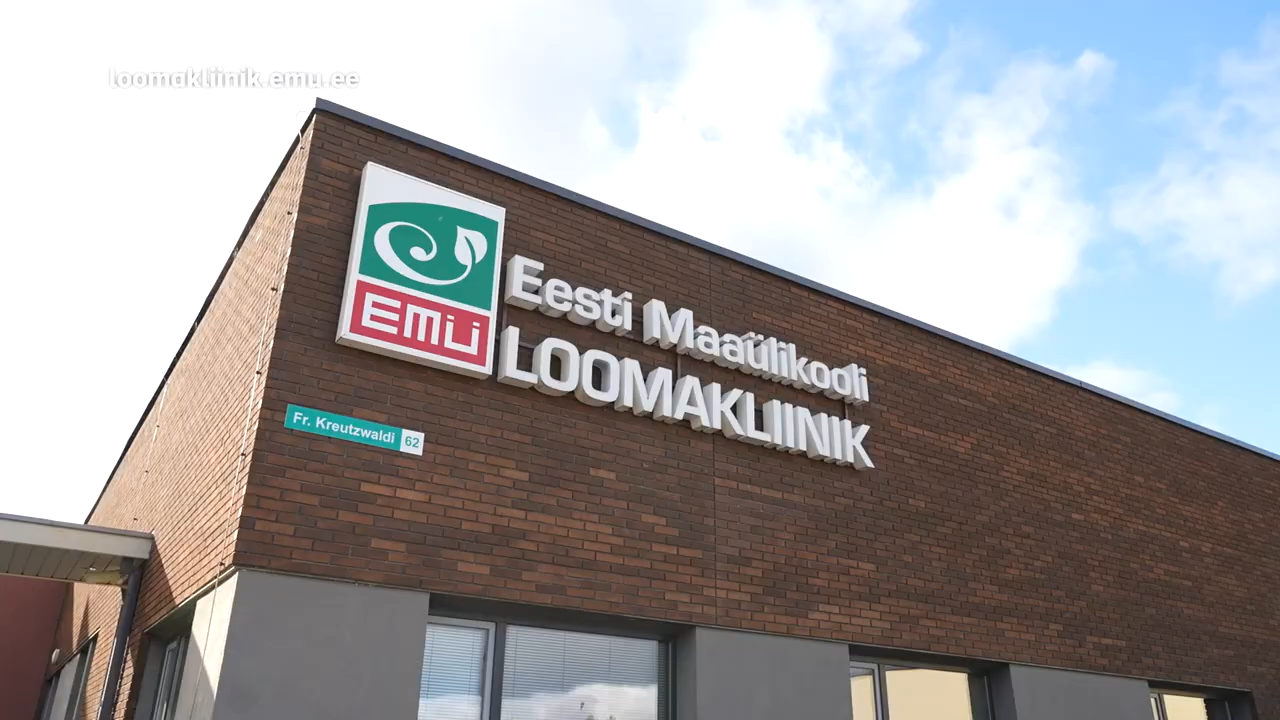 loomakliinik.emu.ee
EMÜ
Eesti Maaülikooli
LOOMAKLIINIK
Fr. Kreutzwaldi 62